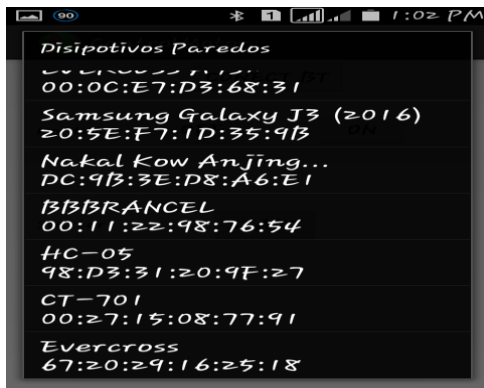 90 1 1:02 PM
Disipotivos Paredos
00:0C:E7:D3:68:31
Samsung Galaxy J3 (2016)
20:5E:F7:1D:35:9B
Nakal Kow Anjing...
DC:9B:3E:D8:A6:E1
BBBRANCEL
00:11:22:98:76:54
HC-05
98:D3:31:20:9F:27
CT-701
00:27:15:08:77:91
Evercross
67:20:29:16:25:18